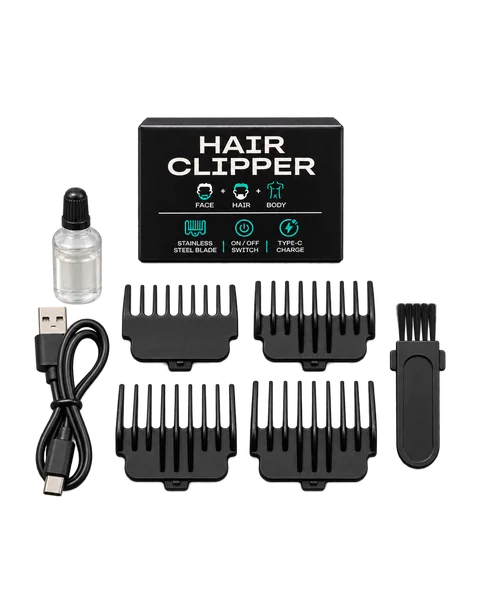 HAIR
CLIPPER
FACE + HAIR + BODY
STAINLESS
STEEL BLADE
ON / OFF
SWITCH
TYPE-C
CHARGE